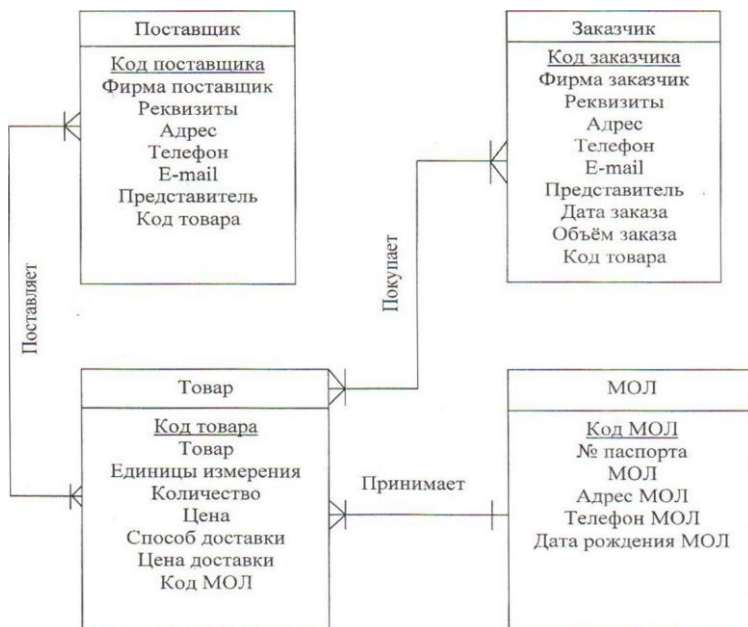 Поставщик
Код поставщика
Фирма поставщик
Реквизиты
Адрес
Телефон
E-mail
Представитель
Код товара
Заказчик
Код заказчика
Фирма заказчик
Реквизиты
Адрес
Телефон
E-mail
Представитель
Дата заказа
Объём заказа
Код товара
Поставляет
Покупает
Товар
Код товара
Товар
Единицы измерения
Количество
Цена
Способ доставки
Цена доставки
Код МОЛ
Принимает
МОЛ
Код МОЛ
№ паспорта
МОЛ
Адрес МОЛ
Телефон МОЛ
Дата рождения МОЛ